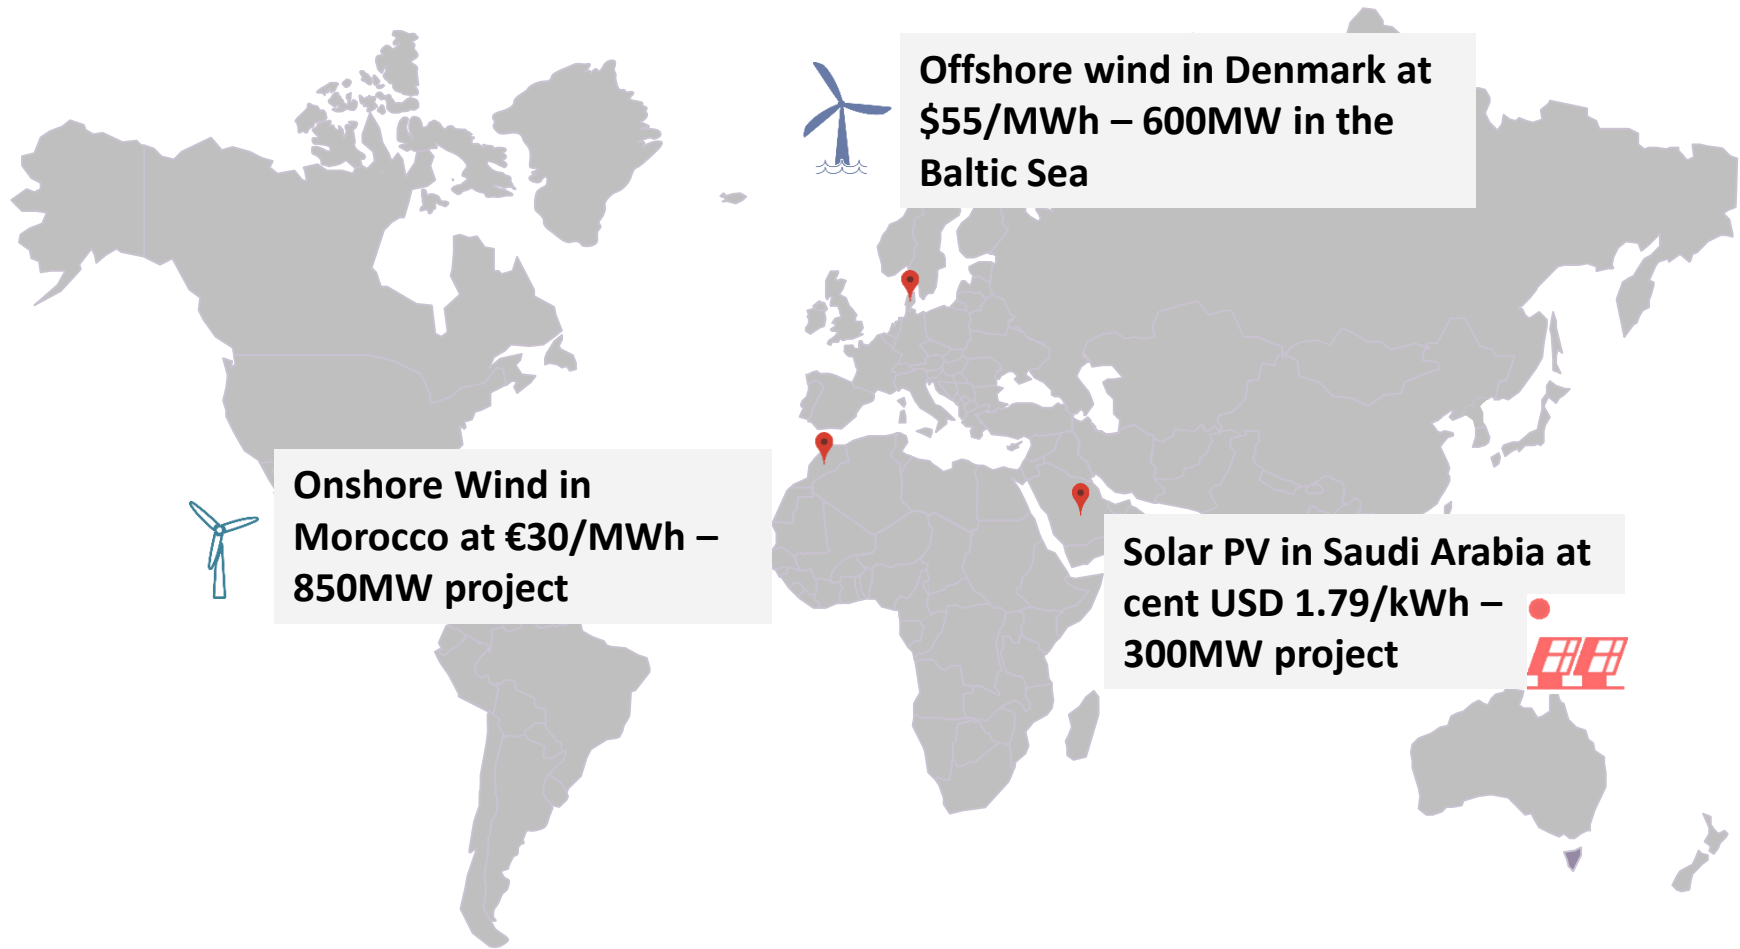 Offshore wind in Denmark at
$55/MWh – 600MW in the
Baltic Sea
Onshore Wind in
Morocco at €30/MWh –
850MW project
Solar PV in Saudi Arabia at
cent USD 1.79/kWh –
300MW project